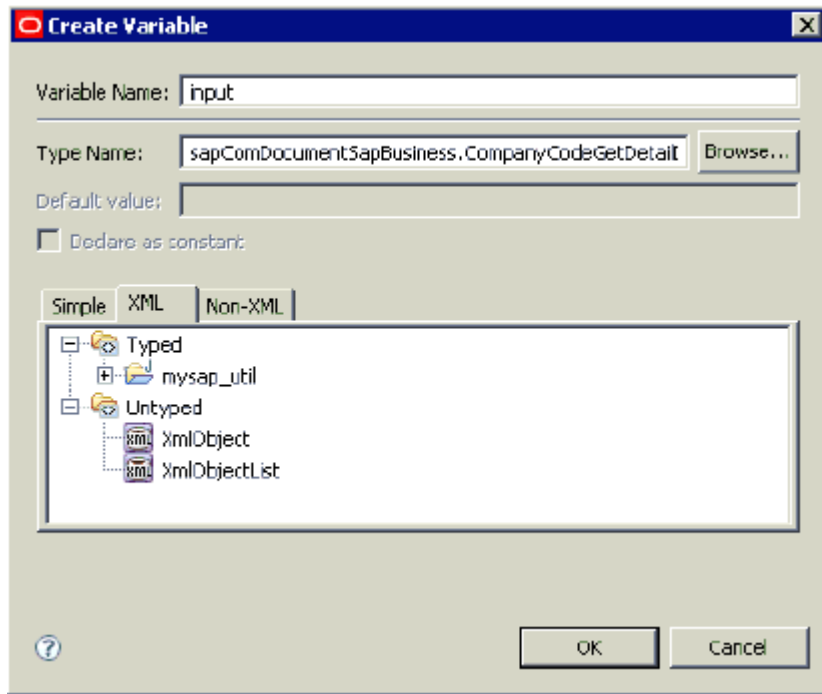 Create Variable
Variable Name: input
Type Name: sapComDocumentSapBusiness.CompanyCodeGetDetail Browse...
Default value:
Declare as constant
Simple XML Non-XML
Typed
mysap_util
Untyped
XmlObject
XmlObjectList
? OK Cancel